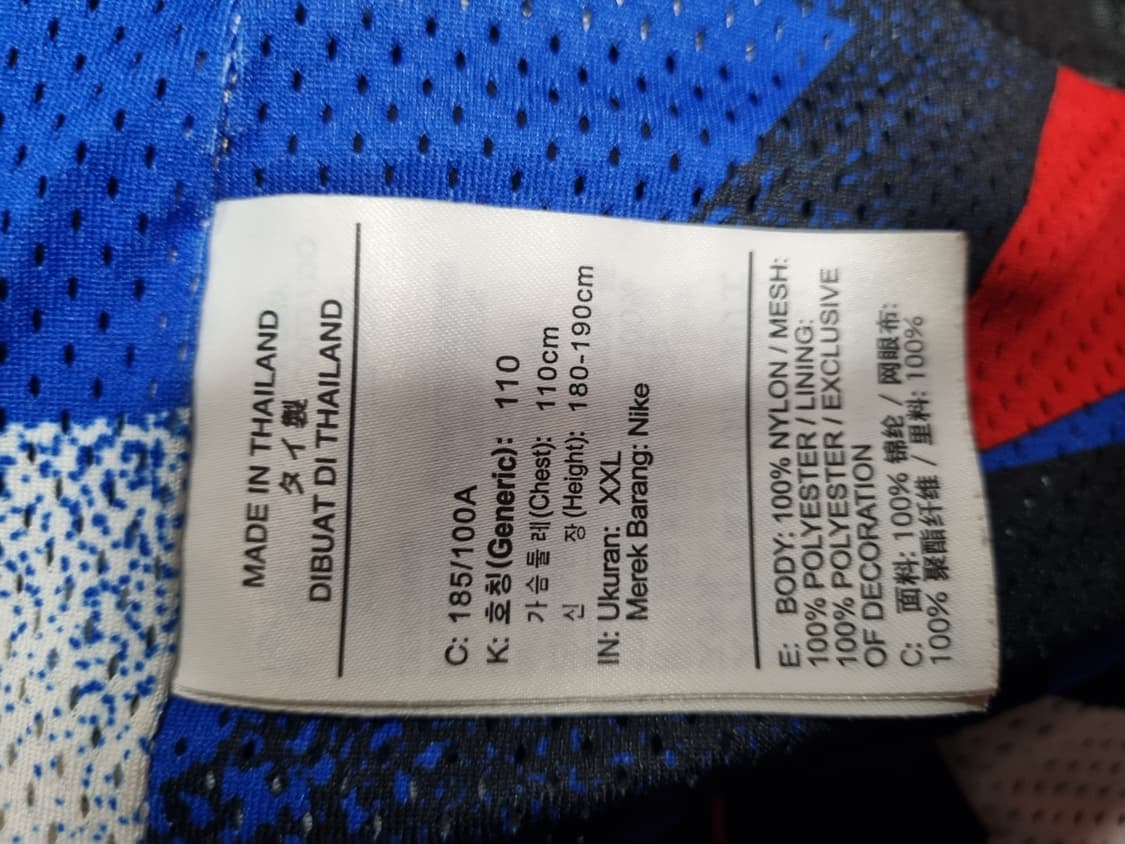 MADE IN THAILAND
タイ製
DIBUAT DI THAILAND
C: 185/100A
K: 호칭(Generic): 110
가슴둘레(Chest): 110cm
신 장(Height): 180-190cm
IN: Ukuran: XXL
Merek Barang: Nike
E: BODY: 100% NYLON / MESH:
100% POLYESTER / LINING:
100% POLYESTER / EXCLUSIVE
OF DECORATION
C: 面料: 100% 锦纶 / 网眼布:
100% 聚酯纤维 / 里料: 100%